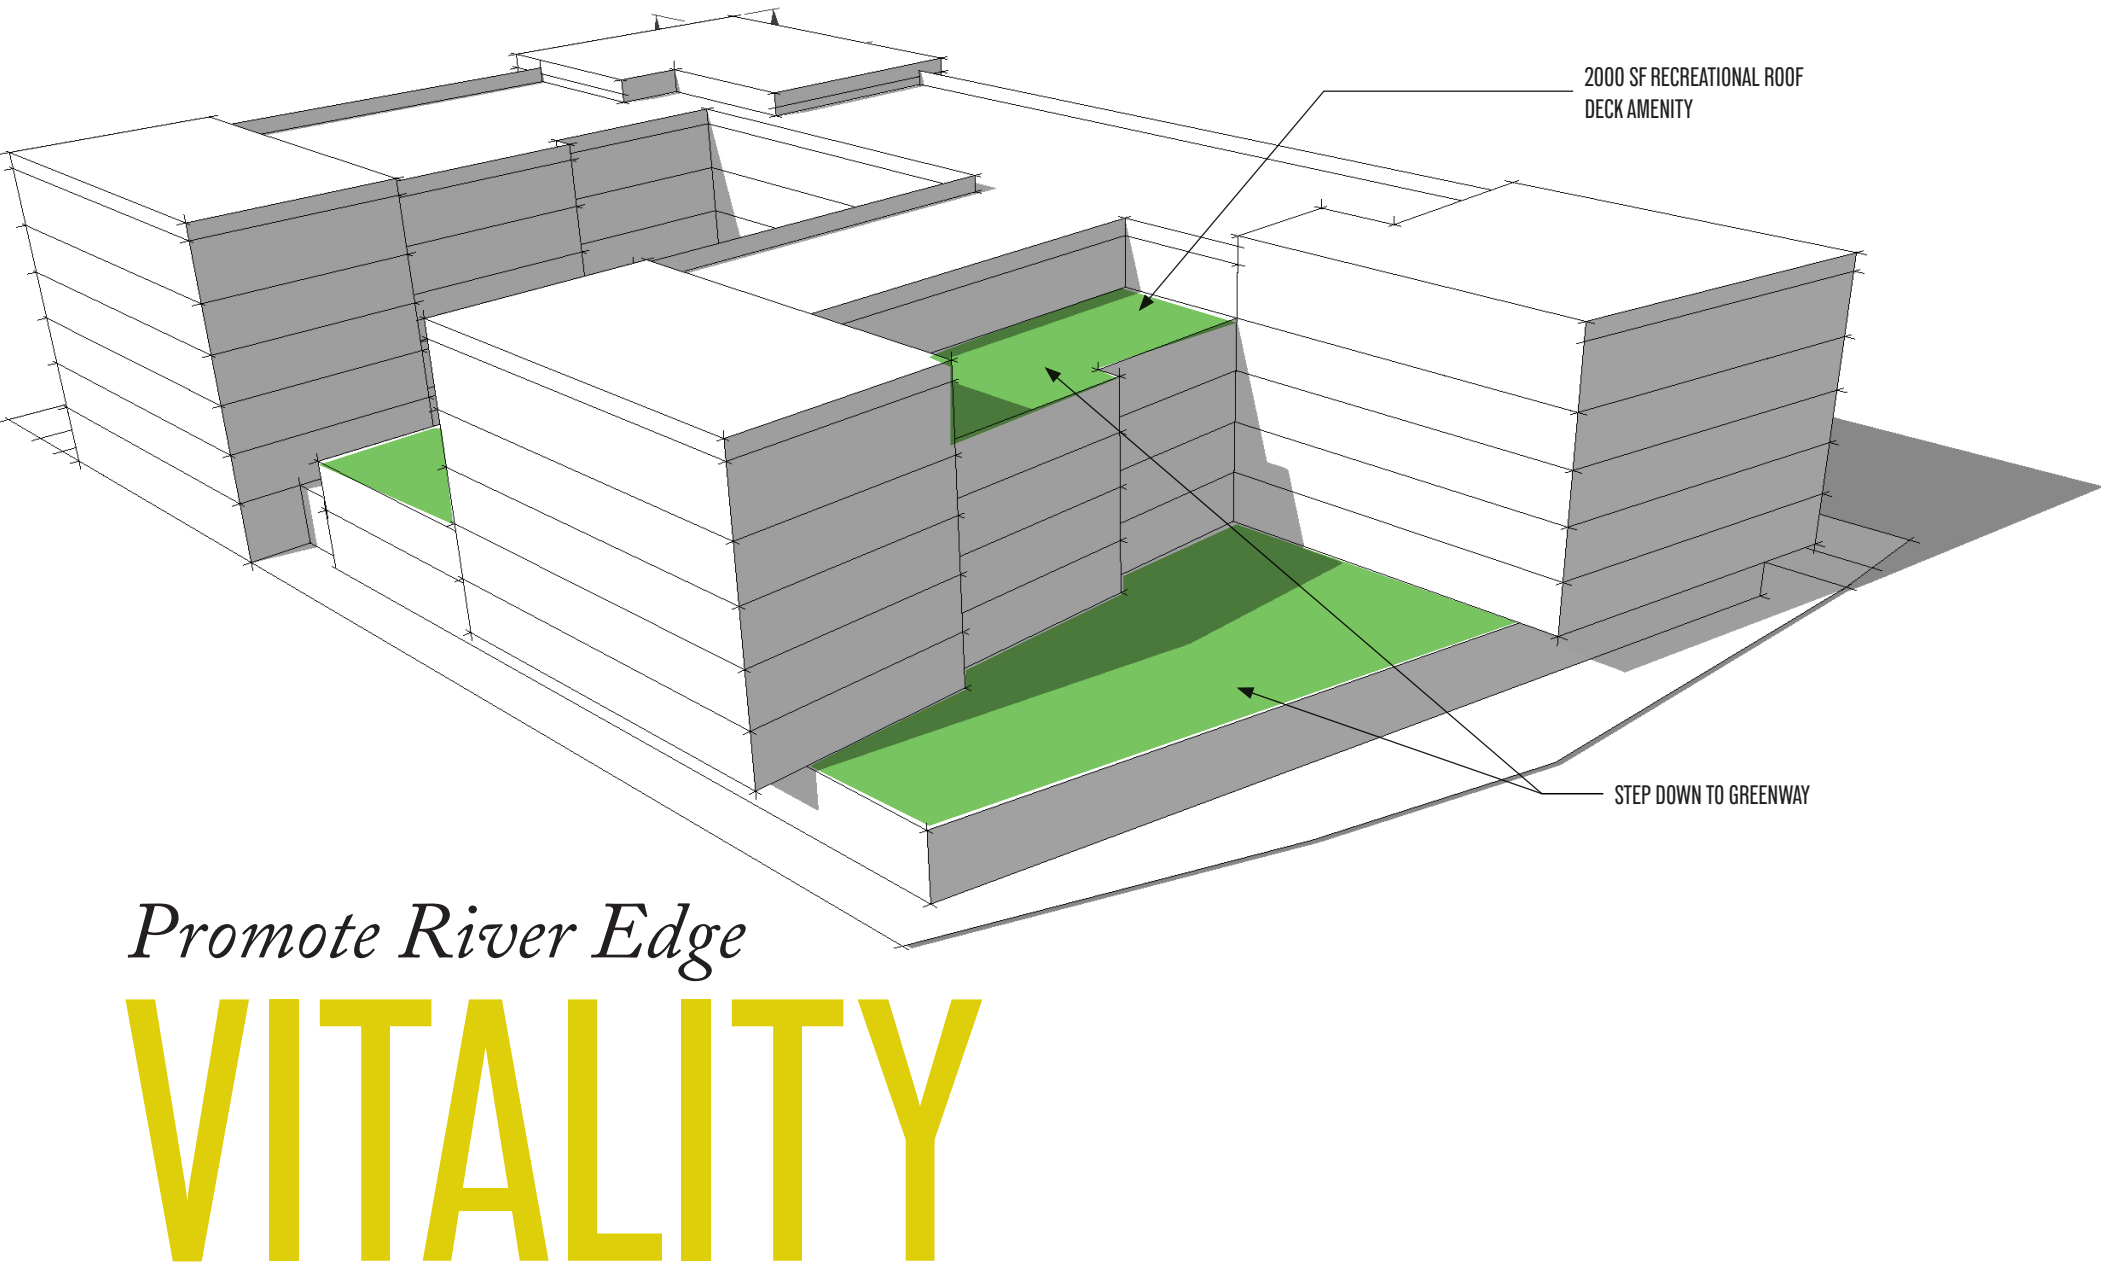 2000 SF RECREATIONAL ROOF
DECK AMENITY
STEP DOWN TO GREENWAY
Promote River Edge
VITALITY